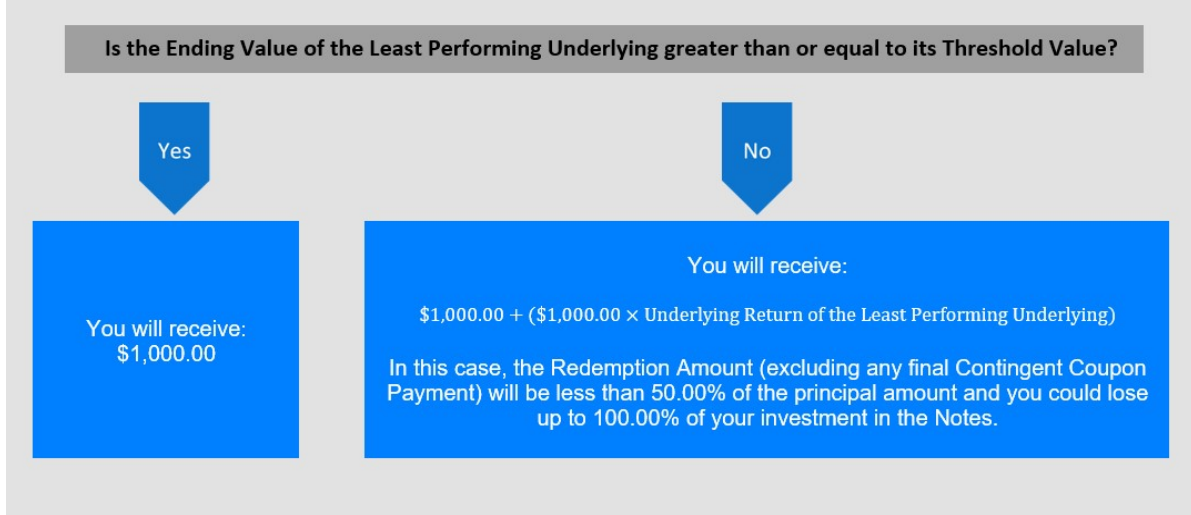 Is the Ending Value of the Least Performing Underlying greater than or equal to its Threshold Value?
Yes
No
You will receive:
$1,000.00
You will receive:
$1,000.00 + ($1,000.00 × Underlying Return of the Least Performing Underlying)
In this case, the Redemption Amount (excluding any final Contingent Coupon
Payment) will be less than 50.00% of the principal amount and you could lose
up to 100.00% of your investment in the Notes.